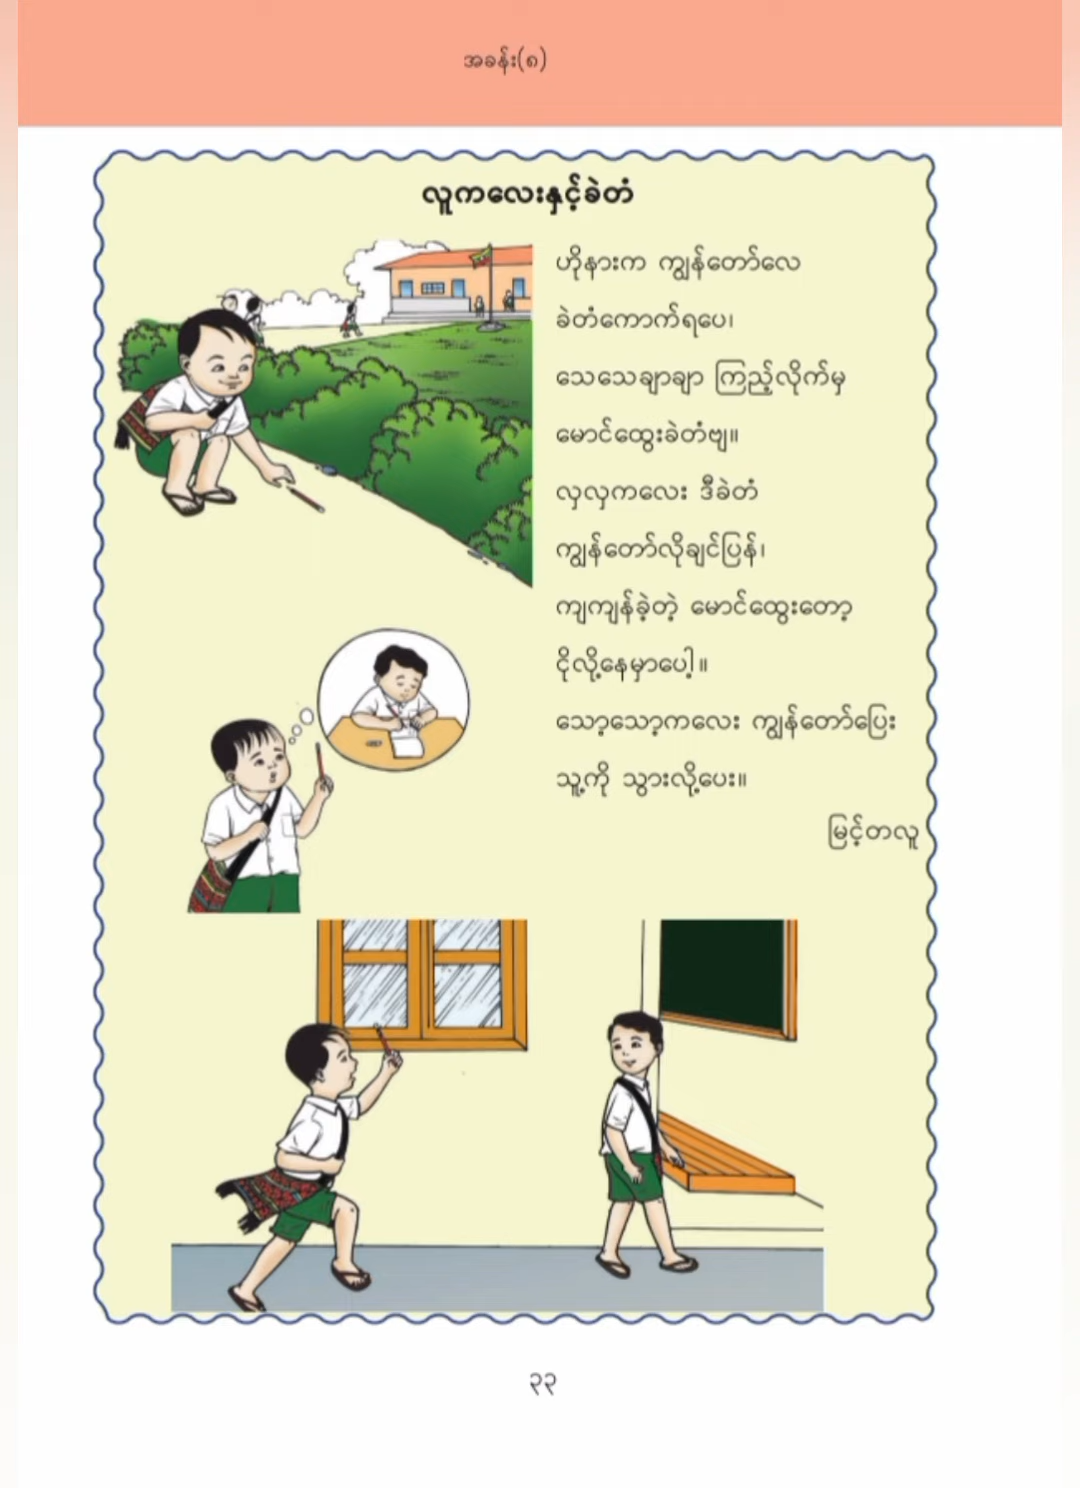 အခန်း(၈)
လူကလေးနှင့်ခဲတံ
ဟိုနားက ကျွန်တော်လေ
ခဲတံကောက်ရပေ၊
သေသေချာချာ ကြည့်လိုက်မှ
မောင်ထွေးခဲတံဗျ။
လှလှကလေး ဒီခဲတံ
ကျွန်တော်လိုချင်ပြန်၊
ကျကျန်ခဲ့တဲ့ မောင်ထွေးတော့
ငိုလို့နေမှာပေါ့။
သော့သော့ကလေး ကျွန်တော်ပြေး
သူ့ကို သွားလို့ပေး။
မြင့်တလူ
၃၃